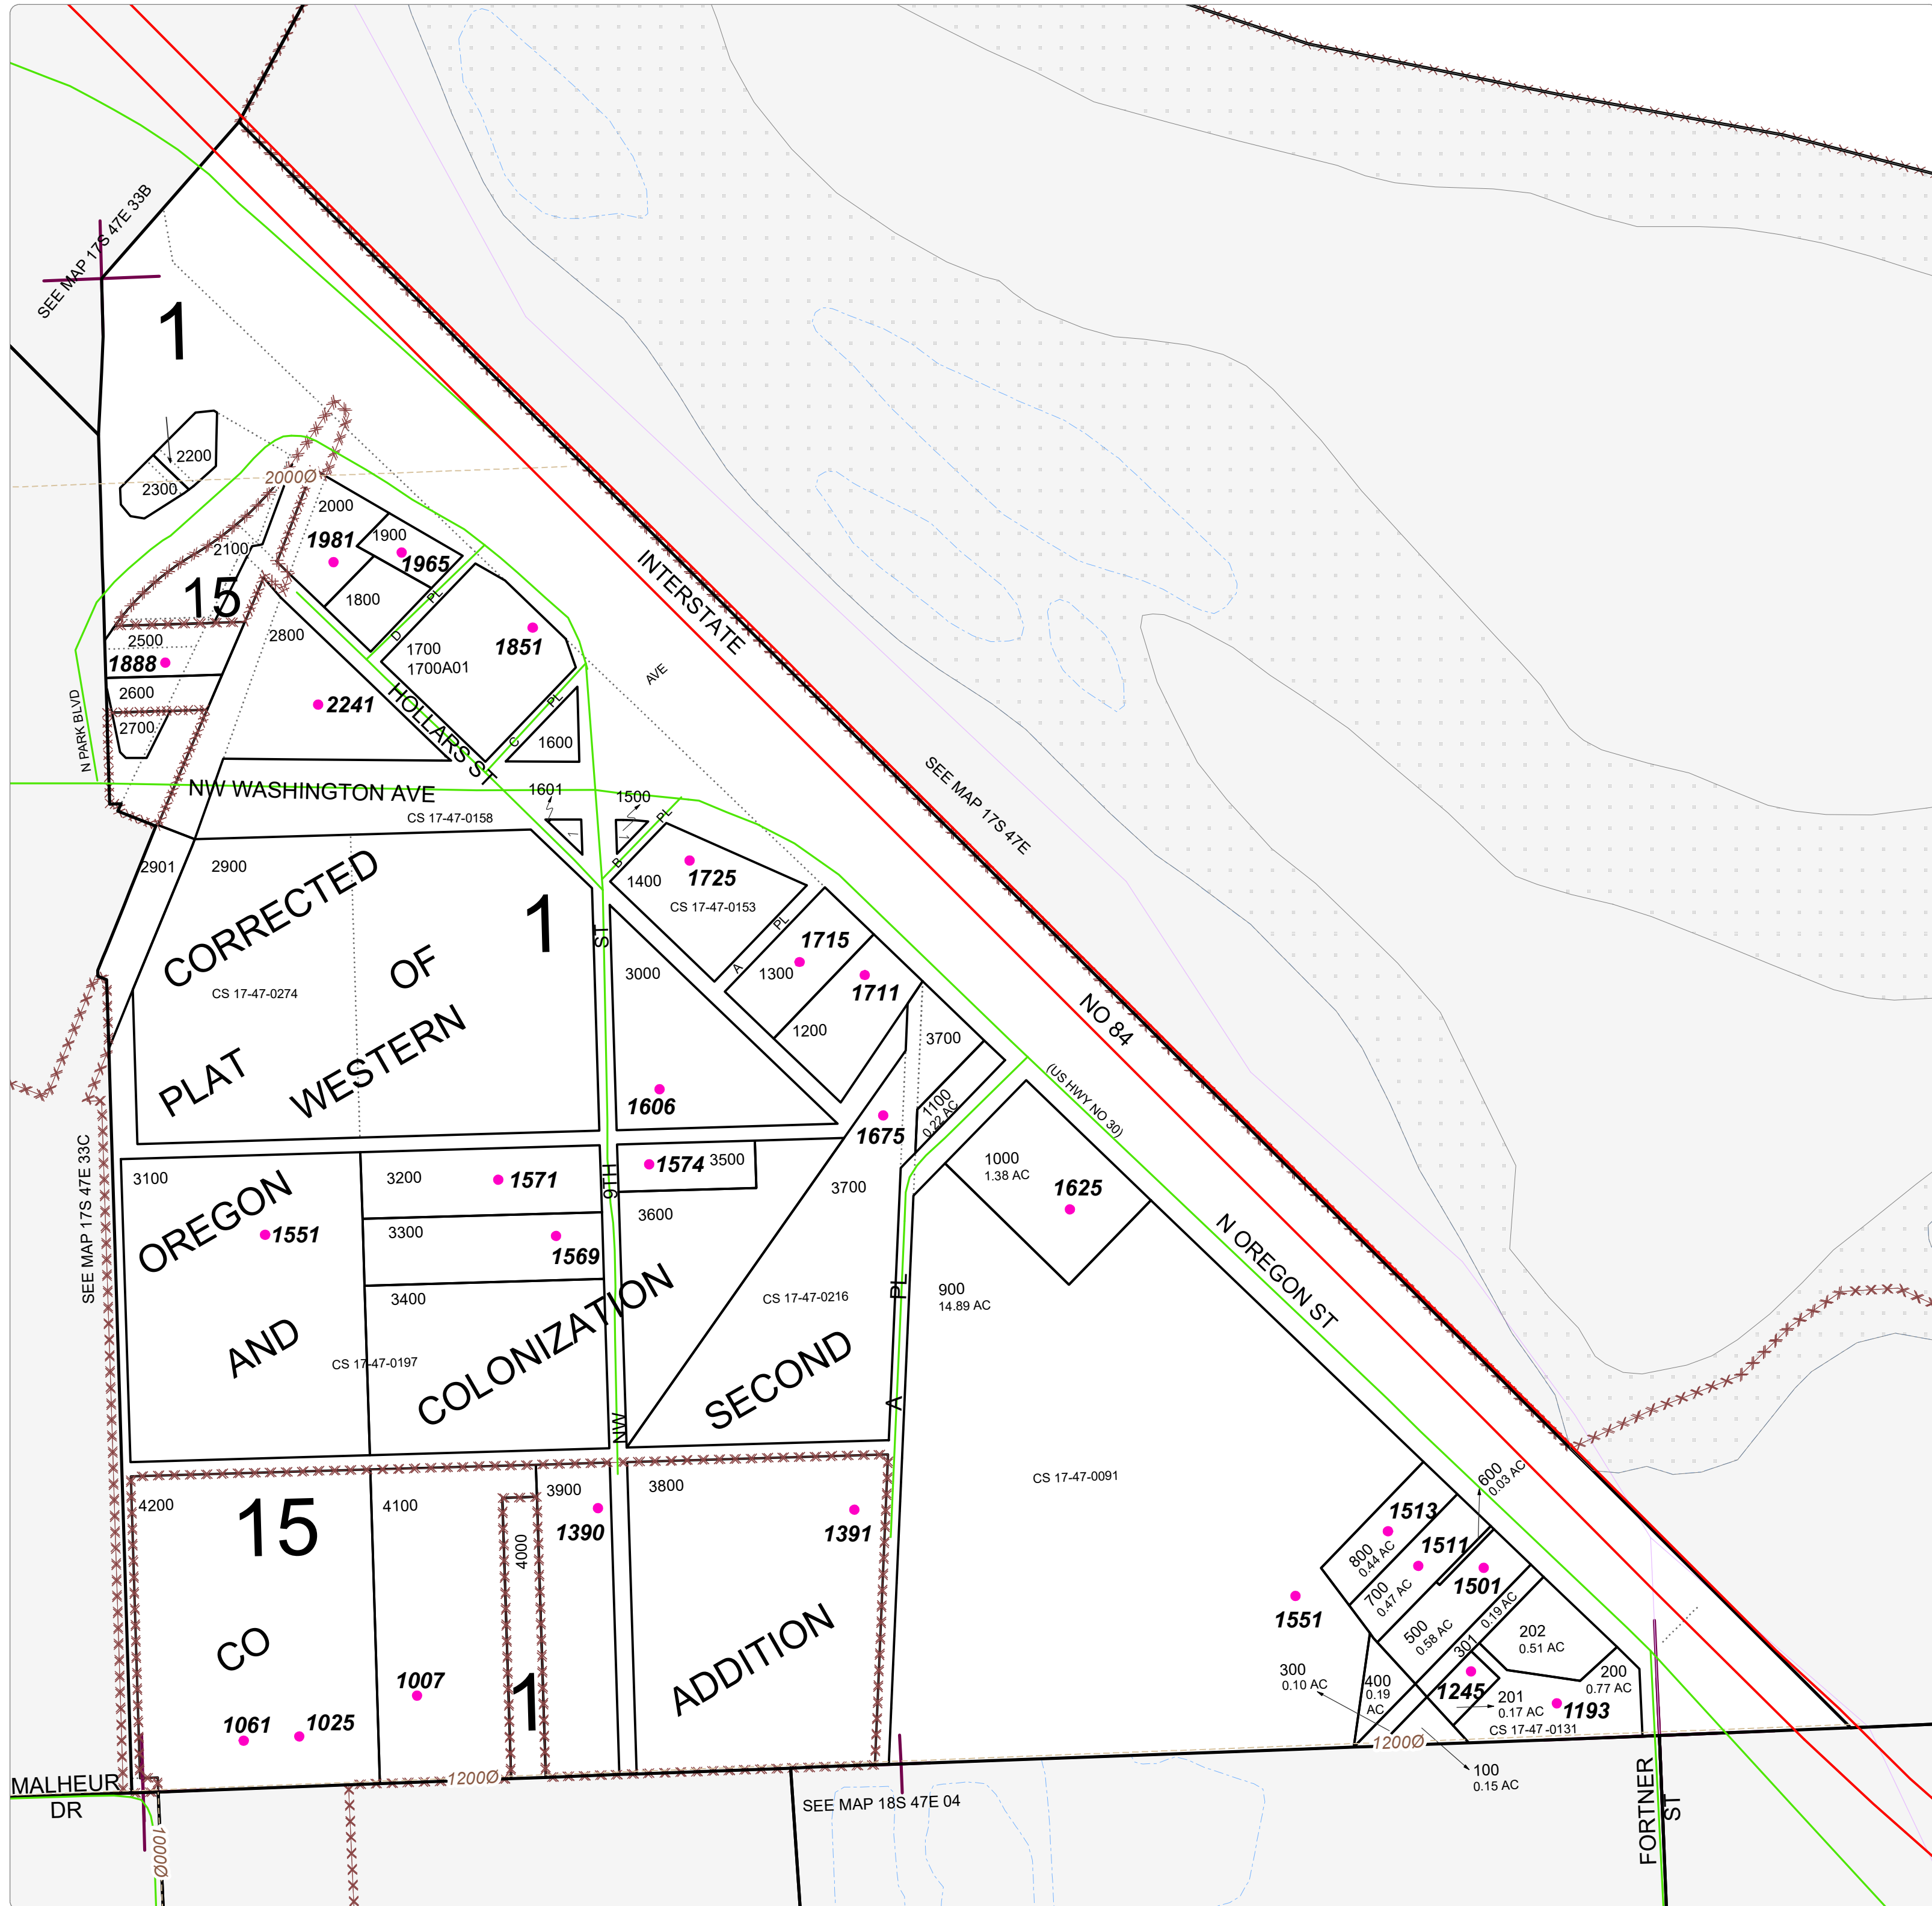 SEE MAP 17S 47E 33B
1
2200
2300
2000Ø
2000
1981
1900
1965
2100
15
1800
D PL
2500
1888
2800
1700
1700A01
1851
2600
2241
2700
N PARK BLVD
HOLLARS ST
C PL
1600
INTERSTATE
AVE
NW WASHINGTON AVE
CS 17-47-0158
1601
1
1500
1
B PL
SEE MAP 17S 47E
2901
2900
CORRECTED
1
ST
1400
1725
CS 17-47-0153
OF
CS 17-47-0274
3000
A PL
1715
1300
1711
1200
NO 84
PLAT
WESTERN
1606
3700
1100
0.22 AC
1675
(US HWY NO 30)
SEE MAP 17S 47E 33C
3100
3200
1571
9TH
1574
3500
3700
1000
1.38 AC
1625
OREGON
1551
3300
1569
3600
N OREGON ST
3400
COLONIZATION
CS 17-47-0216
PL
900
14.89 AC
AND
CS 17-47-0197
SECOND
A
NW
CS 17-47-0091
4200
15
4100
3900
1390
4000
3800
1391
600
0.03 AC
1513
800
0.44 AC
1511
700
0.47 AC
1501
1551
500
0.58 AC
0.19 AC
301
202
0.51 AC
CO
ADDITION
300
0.10 AC
400
0.19
AC
1245
200
0.77 AC
201
0.17 AC
1193
CS 17-47 -0131
1007
1
1061
1025
1200Ø
100
0.15 AC
MALHEUR
DR
1200Ø
SEE MAP 18S 47E 04
1000Ø
FORTNER
ST